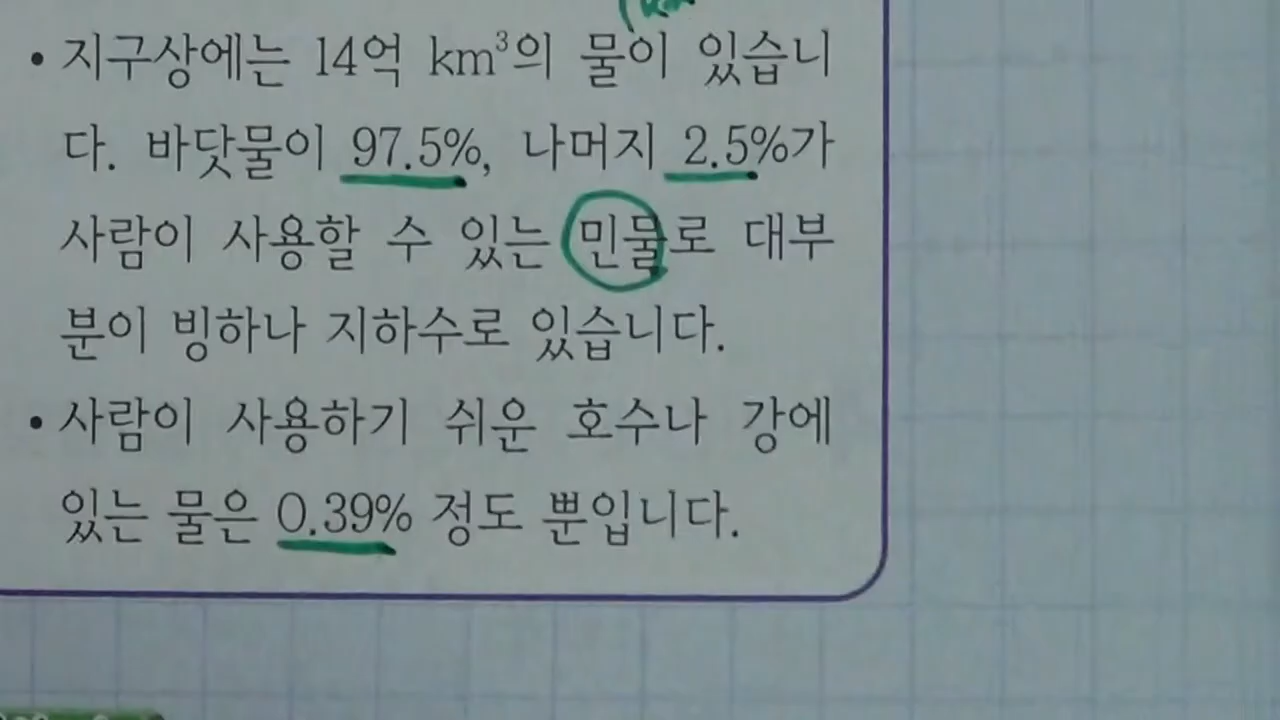 • 지구상에는 14억 km³의 물이 있습니
다. 바닷물이 97.5%, 나머지 2.5%가
사람이 사용할 수 있는 민물로 대부
분이 빙하나 지하수로 있습니다.
• 사람이 사용하기 쉬운 호수나 강에
있는 물은 0.39% 정도 뿐입니다.